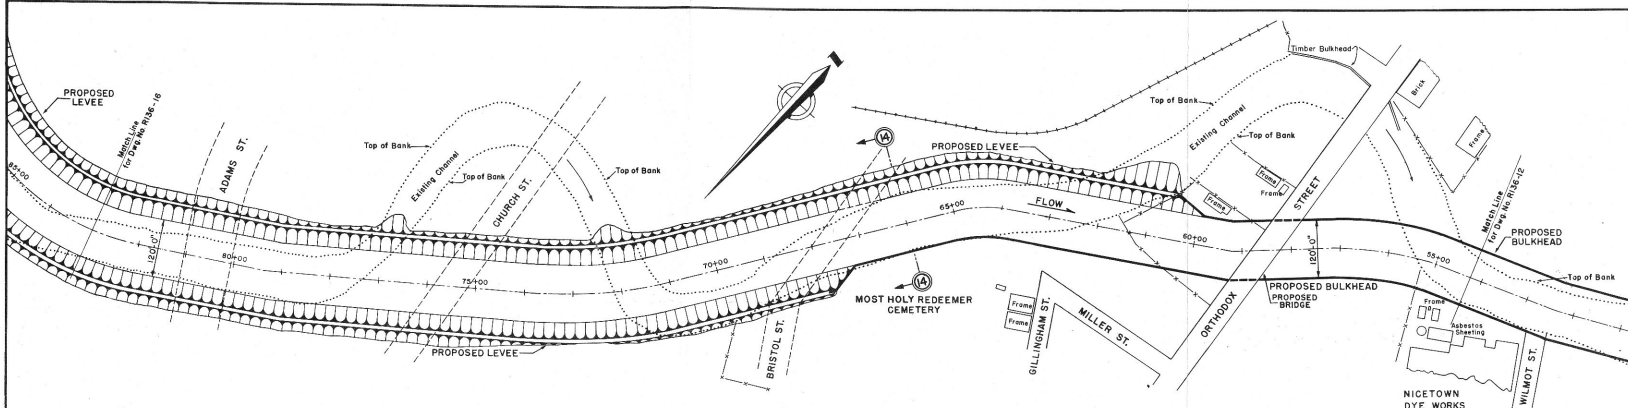 PROPOSED
LEVEE
85+00
Match Line
for Dwg. No. R136-16
ADAMS ST.
120'-0"
80+00
Top of Bank
Existing Channel
Top of Bank
CHURCH ST.
Top of Bank
75+00
PROPOSED LEVEE
70+00
BRISTOL ST.
14
14
MOST HOLY REDEEMER
CEMETERY
PROPOSED LEVEE
65+00
FLOW
Timber Bulkhead
Top of Bank
Existing Channel
Top of Bank
Brick
Frame
Frame
Frame
Frame
STREET
ORTHODOX
60+00
120'-0"
PROPOSED BULKHEAD
PROPOSED
BRIDGE
Frame
Frame
GILLINGHAM ST.
MILLER ST.
Match Line
for Dwg. No. R136-12
PROPOSED
BULKHEAD
55+00
Top of Bank
Frame
Asbestos
Sheeting
WILMOT ST.
NICETOWN
DYE WORKS